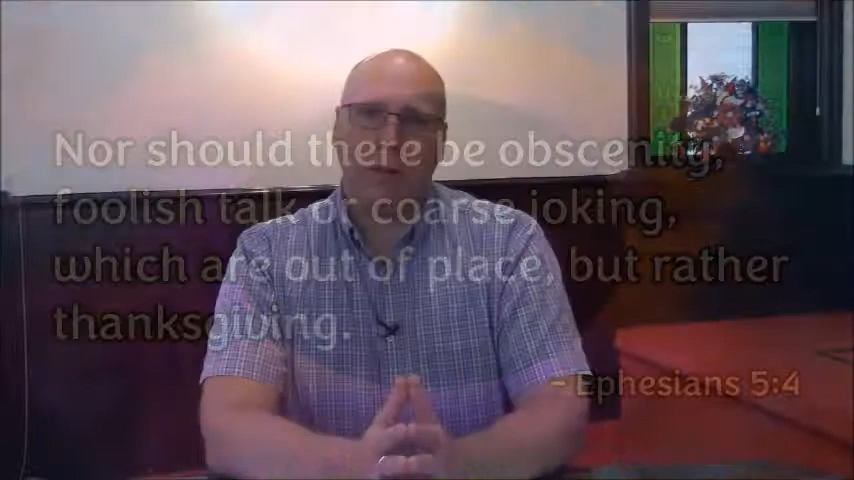 Nor should there be obscenity,
foolish talk or coarse joking,
which are out of place, but rather
thanksgiving.
- Ephesians 5:4